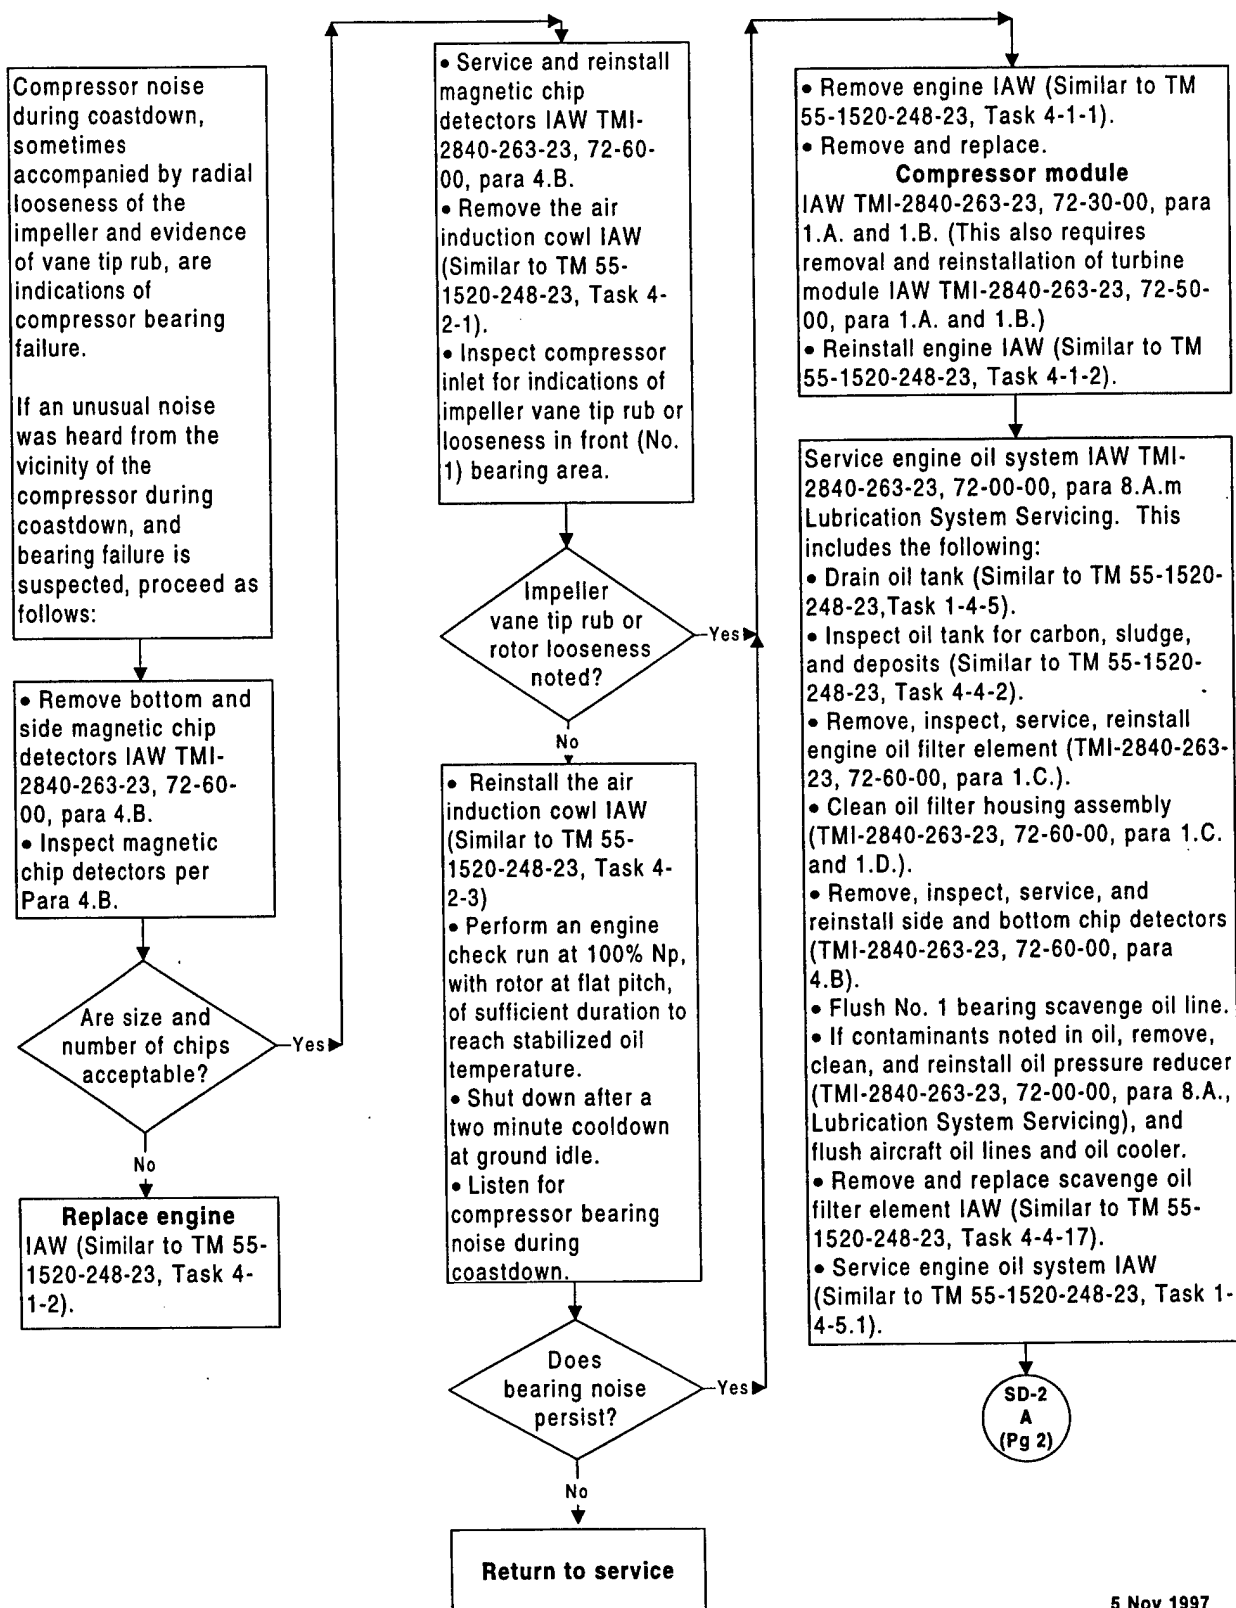 Compressor noise
during coastdown,
sometimes
accompanied by radial
looseness of the
impeller and evidence
of vane tip rub, are
indications of
compressor bearing
failure.
If an unusual noise
was heard from the
vicinity of the
compressor during
coastdown, and
bearing failure is
suspected, proceed as
follows:
• Remove bottom and
side magnetic chip
detectors IAW TMI-
2840-263-23, 72-60-
00, para 4.B.
• Inspect magnetic
chip detectors per
Para 4.B.
Are size and
number of chips
acceptable?
Yes
No
Replace engine
IAW (Similar to TM 55-
1520-248-23, Task 4-
1-2).
• Service and reinstall
magnetic chip
detectors IAW TMI-
2840-263-23, 72-60-
00, para 4.B.
• Remove the air
induction cowl IAW
(Similar to TM 55-
1520-248-23, Task 4-
2-1).
• Inspect compressor
inlet for indications of
impeller vane tip rub or
looseness in front (No.
1) bearing area.
Impeller
vane tip rub or
rotor looseness
noted?
Yes
No
• Reinstall the air
induction cowl IAW
(Similar to TM 55-
1520-248-23, Task 4-
2-3)
• Perform an engine
check run at 100% Np,
with rotor at flat pitch,
of sufficient duration to
reach stabilized oil
temperature.
• Shut down after a
two minute cooldown
at ground idle.
• Listen for
compressor bearing
noise during
coastdown.
Does
bearing noise
persist?
Yes
No
Return to service
• Remove engine IAW (Similar to TM
55-1520-248-23, Task 4-1-1).
• Remove and replace.
Compressor module
IAW TMI-2840-263-23, 72-30-00, para
1.A. and 1.B. (This also requires
removal and reinstallation of turbine
module IAW TMI-2840-263-23, 72-50-
00, para 1.A. and 1.B.)
• Reinstall engine IAW (Similar to TM
55-1520-248-23, Task 4-1-2).
Service engine oil system IAW TMI-
2840-263-23, 72-00-00, para 8.A.m
Lubrication System Servicing. This
includes the following:
• Drain oil tank (Similar to TM 55-1520-
248-23,Task 1-4-5).
• Inspect oil tank for carbon, sludge,
and deposits (Similar to TM 55-1520-
248-23, Task 4-4-2).
• Remove, inspect, service, reinstall
engine oil filter element (TMI-2840-263-
23, 72-60-00, para 1.C.).
• Clean oil filter housing assembly
(TMI-2840-263-23, 72-60-00, para 1.C.
and 1.D.).
• Remove, inspect, service, and
reinstall side and bottom chip detectors
(TMI-2840-263-23, 72-60-00, para
4.B).
• Flush No. 1 bearing scavenge oil line.
• If contaminants noted in oil, remove,
clean, and reinstall oil pressure reducer
(TMI-2840-263-23, 72-00-00, para 8.A.,
Lubrication System Servicing), and
flush aircraft oil lines and oil cooler.
• Remove and replace scavenge oil
filter element IAW (Similar to TM 55-
1520-248-23, Task 4-4-17).
• Service engine oil system IAW
(Similar to TM 55-1520-248-23, Task 1-
4-5.1).
SD-2
A
(Pg 2)
5 Nov 1997